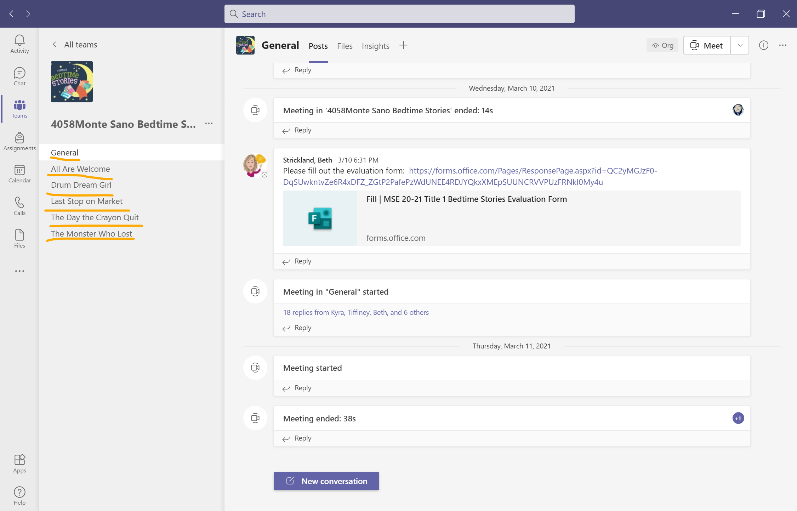 Search
Activity
Chat
Teams
Assignments
Calendar
Calls
Files
Apps
Help
All teams
BEDTIME
STORIES
4058Monte Sano Bedtime S...
General
All Are Welcome
Drum Dream Girl
Last Stop on Market
The Day the Crayon Quit
The Monster Who Lost
General Posts Files Insights
Org
Meet
Reply
Wednesday, March 10, 2021
Meeting in '4058Monte Sano Bedtime Stories' ended: 14s
Reply
Strickland, Beth 3/10 6:31 PM
Please fill out the evaluation form: https://forms.office.com/Pages/ResponsePage.aspx?id=QC2yMGJzF0-
Fill | MSE 20-21 Title 1 Bedtime Stories Evaluation Form
forms.office.com
Reply
Meeting in "General" started
18 replies from Kyra, Tiffiney, Beth, and 6 others
Reply
Thursday, March 11, 2021
Meeting started
Reply
Meeting ended: 38s
Reply
New conversation